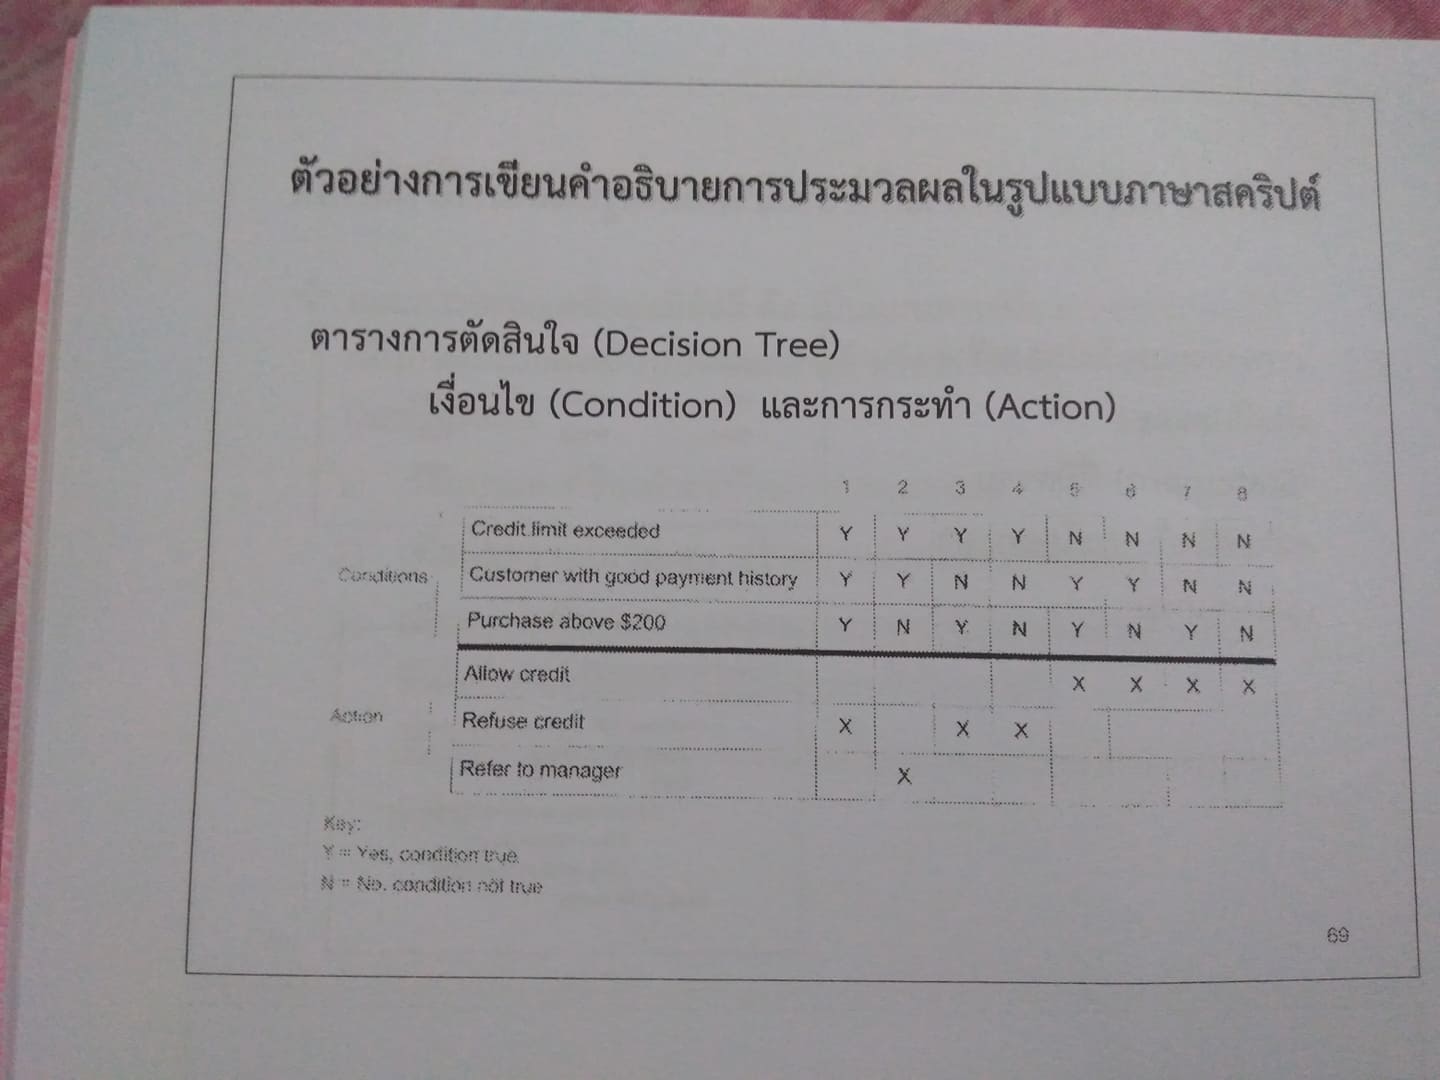 ตัวอย่างการเขียนคำอธิบายการประมวลผลในรูปแบบภาษาสคริปต์
ตารางการตัดสินใจ (Decision Tree)
เงื่อนไข (Condition) และการกระทำ (Action)
1 2 3 4 5 6 7 8
Credit limit exceeded Y Y Y Y N N N N
Conditions Customer with good payment history Y Y N N Y Y N N
Purchase above $200 Y N Y N Y N Y N
Allow credit X X X X
Action Refuse credit X X X
Refer to manager X
Key:
Y = Yes, condition true
N = No. condition not true
69